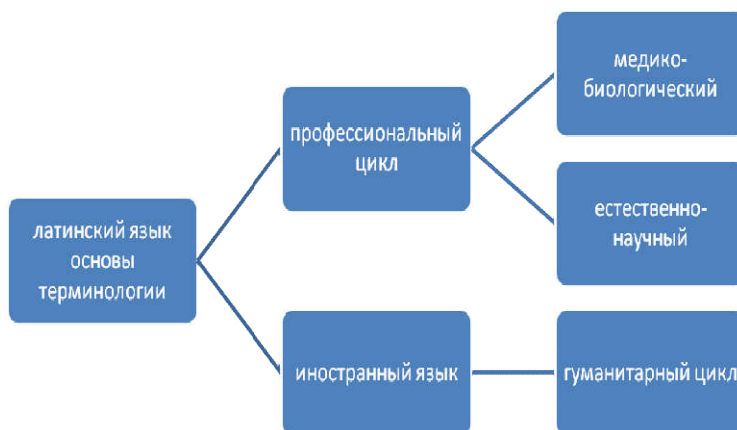 латинский язык
основы
терминологии
профессиональный
цикл
медико-
биологический
естественно-
научный
иностранный язык
гуманитарный цикл